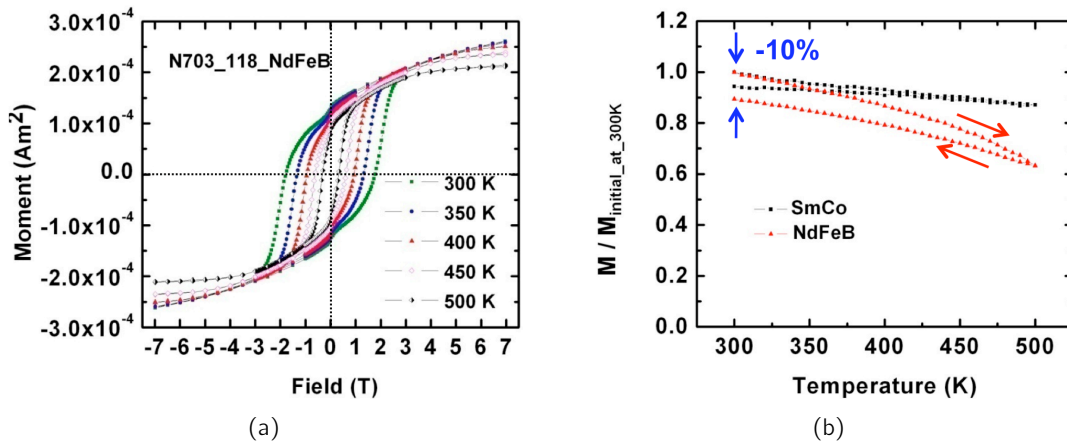 N703_118_NdFeB
Moment (Am²)
3.0x10⁻⁴
2.0x10⁻⁴
1.0x10⁻⁴
0.0
-1.0x10⁻⁴
-2.0x10⁻⁴
-3.0x10⁻⁴
300 K
350 K
400 K
450 K
500 K
-7 -6 -5 -4 -3 -2 -1 0 1 2 3 4 5 6 7
Field (T)
(a)
-10%
M / Minitial_at_300K
1.2
1.0
0.8
0.6
0.4
0.2
0.0
SmCo
NdFeB
300 350 400 450 500
Temperature (K)
(b)